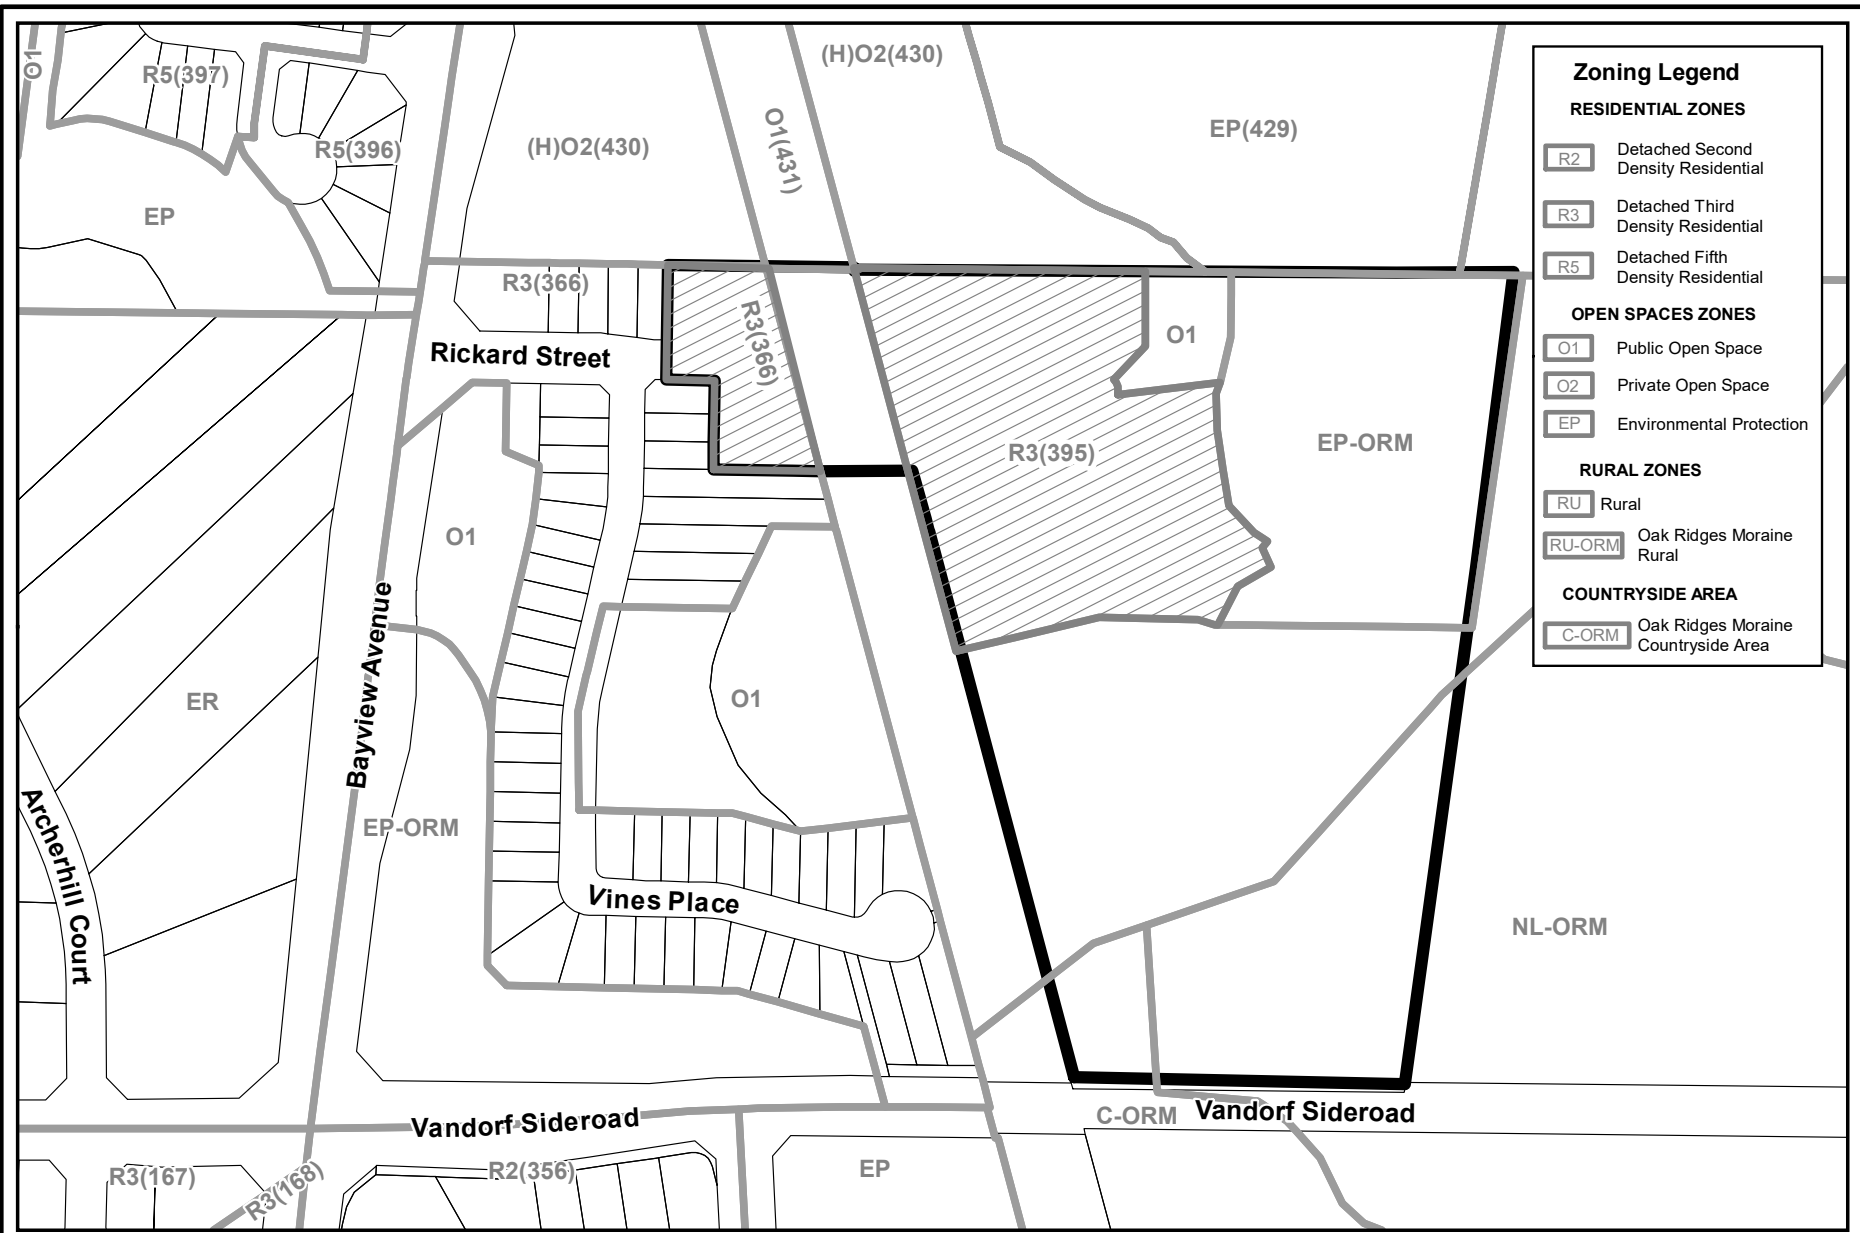 O1
R5(397)
R5(396)
EP
(H)O2(430)
O1(431)
(H)O2(430)
EP(429)
R3(366)
R3(366)
Rickard Street
O1
R3(395)
EP-ORM
O1
O1
ER
Bayview Avenue
EP-ORM
Archerhill Court
Vines Place
NL-ORM
C-ORM
Vandorf Sideroad
Vandorf Sideroad
R3(167)
R3(168)
R2(356)
EP
Zoning Legend
RESIDENTIAL ZONES
R2
Detached Second
Density Residential
R3
Detached Third
Density Residential
R5
Detached Fifth
Density Residential
OPEN SPACES ZONES
O1
Public Open Space
O2
Private Open Space
EP
Environmental Protection
RURAL ZONES
RU
Rural
RU-ORM
Oak Ridges Moraine
Rural
COUNTRYSIDE AREA
C-ORM
Oak Ridges Moraine
Countryside Area